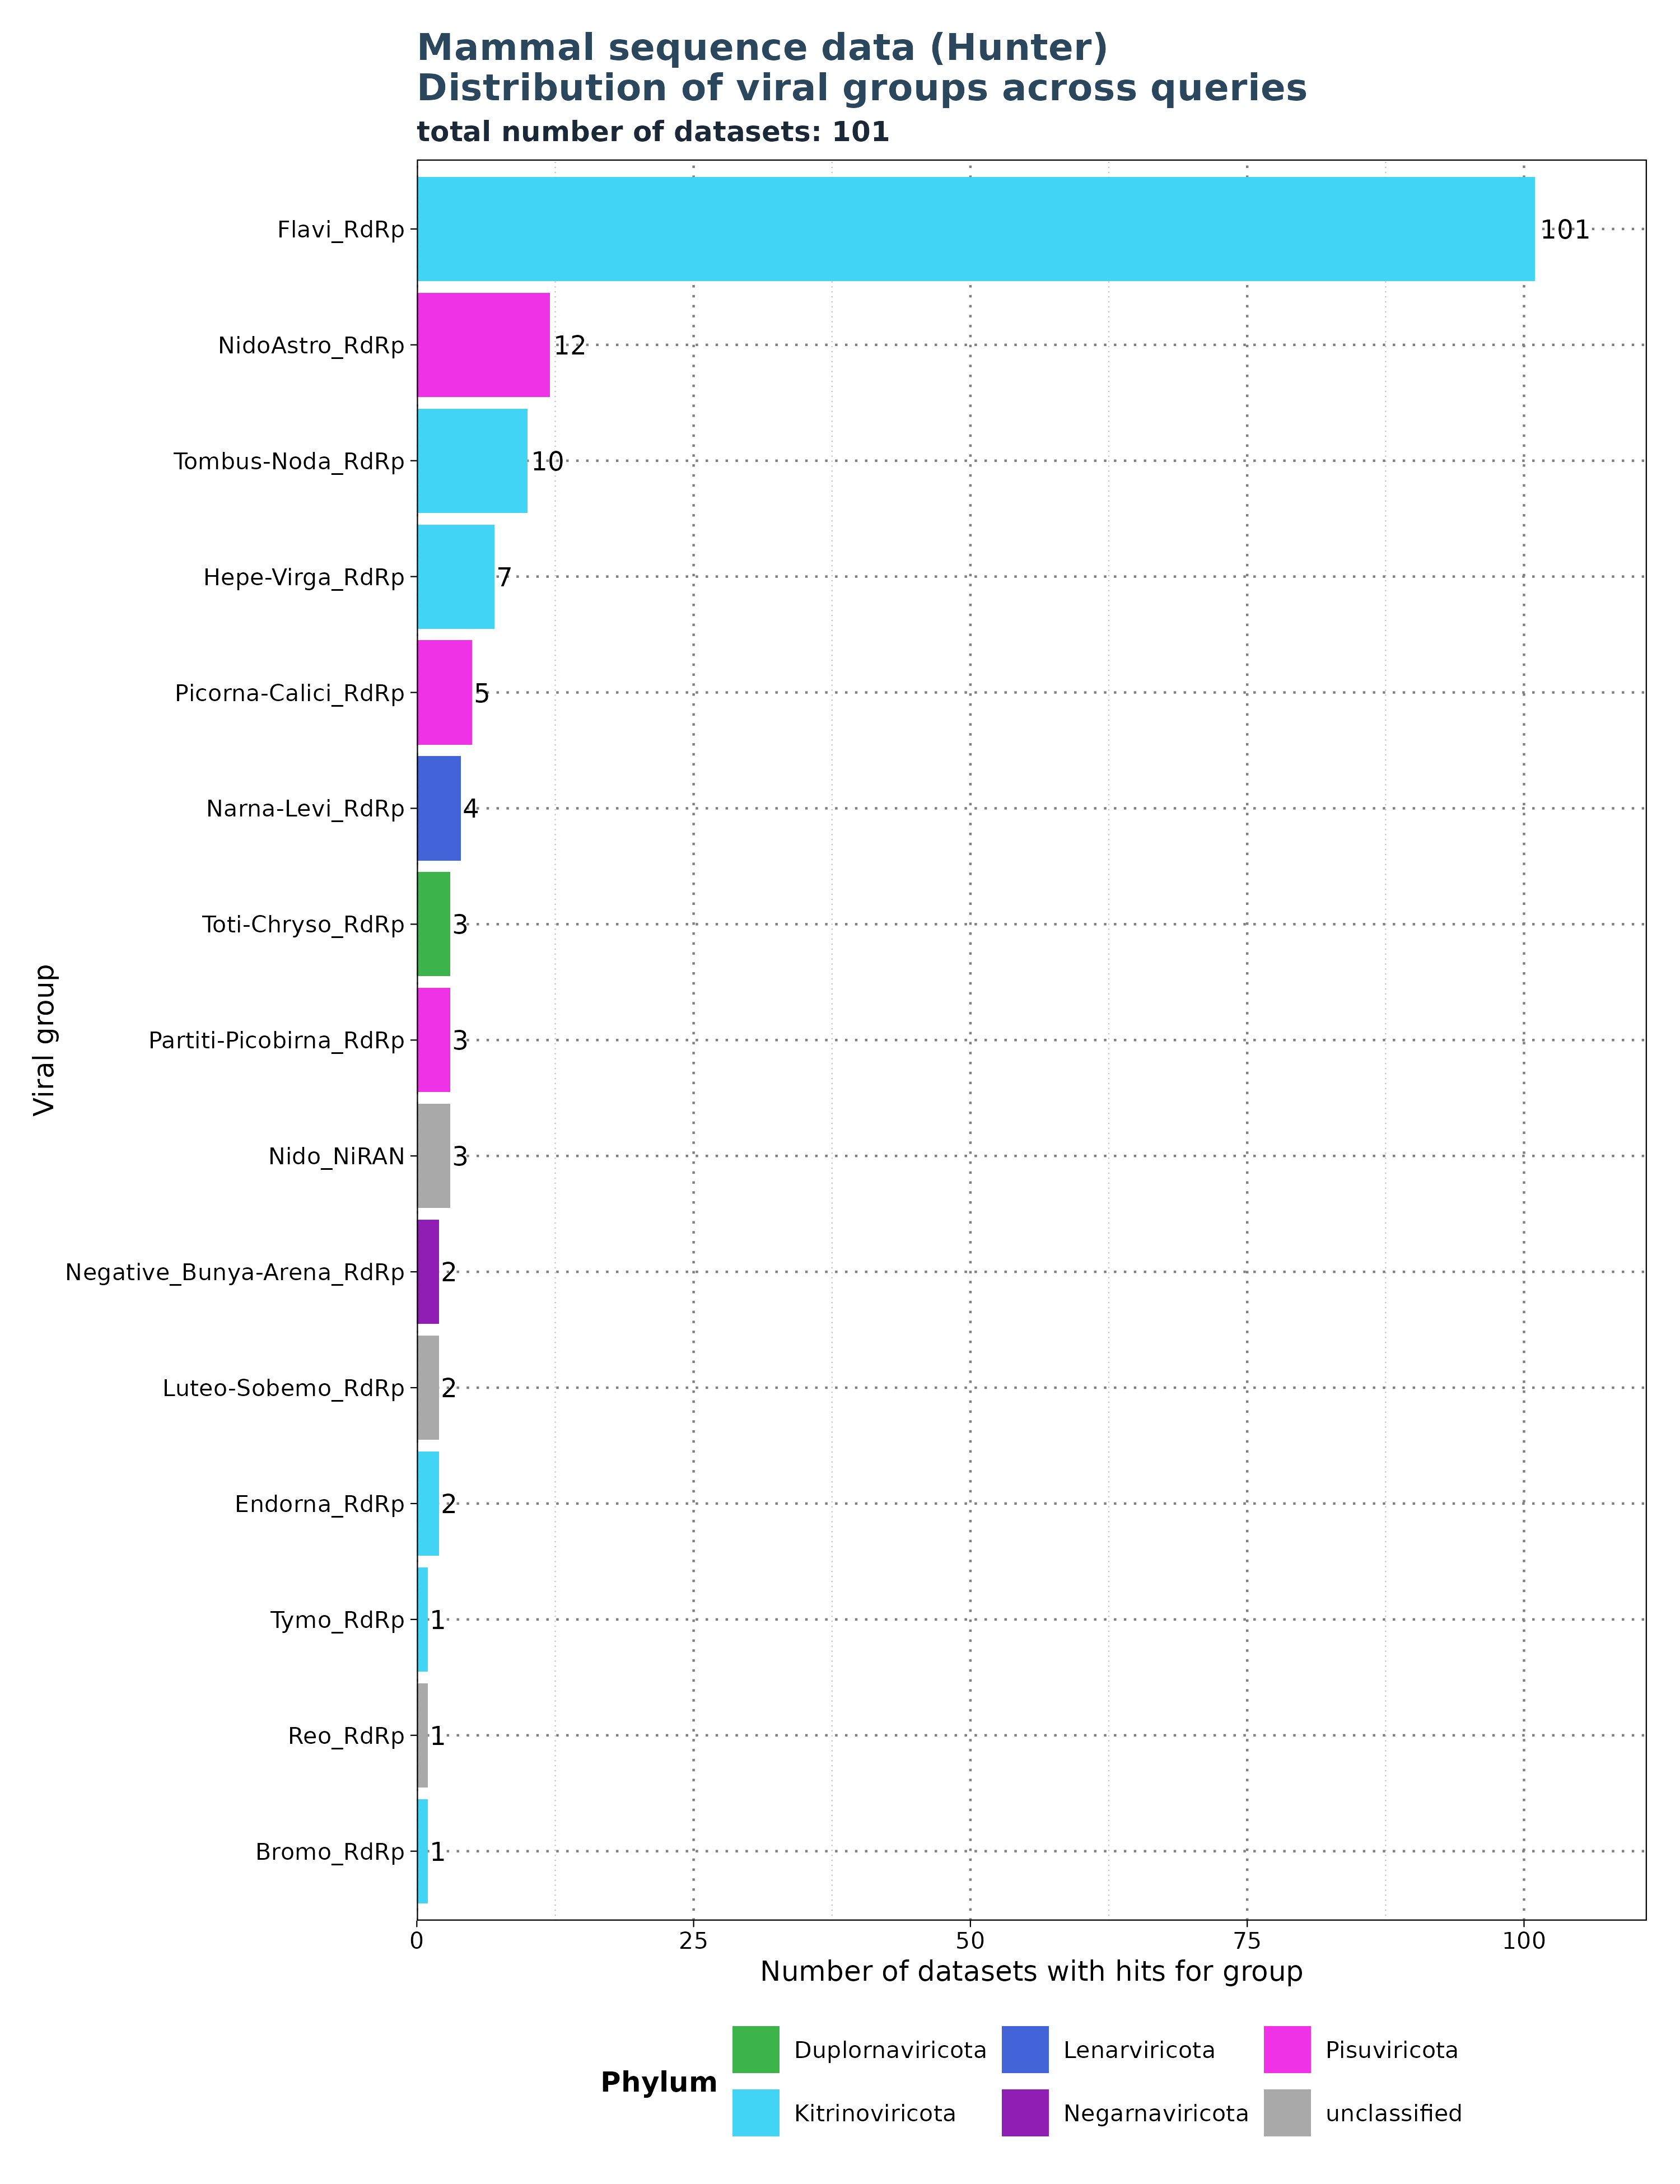 Mammal sequence data (Hunter)
Distribution of viral groups across queries
total number of datasets: 101
Flavi_RdRp 101
NidoAstro_RdRp 12
Tombus-Noda_RdRp 10
Hepe-Virga_RdRp 7
Picorna-Calici_RdRp 5
Narna-Levi_RdRp 4
Toti-Chryso_RdRp 3
Partiti-Picobirna_RdRp 3
Nido_NiRAN 3
Negative_Bunya-Arena_RdRp 2
Luteo-Sobemo_RdRp 2
Endorna_RdRp 2
Tymo_RdRp 1
Reo_RdRp 1
Bromo_RdRp 1
Viral group
0 25 50 75 100
Number of datasets with hits for group
Phylum
Duplornaviricota Lenarviricota Pisuviricota
Kitrinoviricota Negarnaviricota unclassified